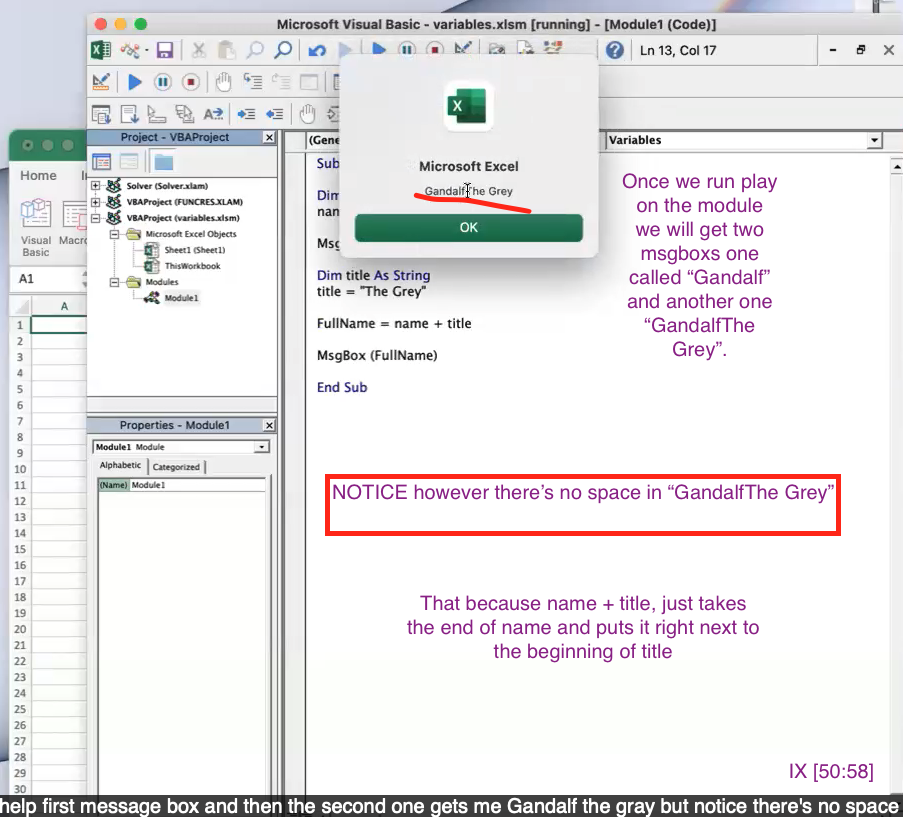 Microsoft Visual Basic - variables.xlsm [running] - [Module1 (Code)]
Ln 13, Col 17
Project - VBAProject
(Gene
Variables
Home
Visual Basic
Macro
A1
A
Solver (Solver.xlam)
VBAProject (FUNCRES.XLAM)
VBAProject (variables.xlsm)
Microsoft Excel Objects
Sheet1 (Sheet1)
ThisWorkbook
Modules
Module1
Microsoft Excel
GandalfThe Grey
OK
Sub
Dim
nam
Msg
Dim title As String
title = "The Grey"
FullName = name + title
MsgBox (FullName)
End Sub
Once we run play
on the module
we will get two
msgboxs one
called “Gandalf”
and another one
“GandalfThe
Grey”.
Properties - Module1
Module1 Module
Alphabetic
Categorized
(Name) Module1
1
2
3
4
5
6
7
8
9
10
11
12
13
14
15
16
17
18
19
20
21
22
23
24
25
26
27
28
29
30
NOTICE however there’s no space in “GandalfThe Grey”
That because name + title, just takes
the end of name and puts it right next to
the beginning of title
IX [50:58]
help first message box and then the second one gets me Gandalf the gray but notice there's no space